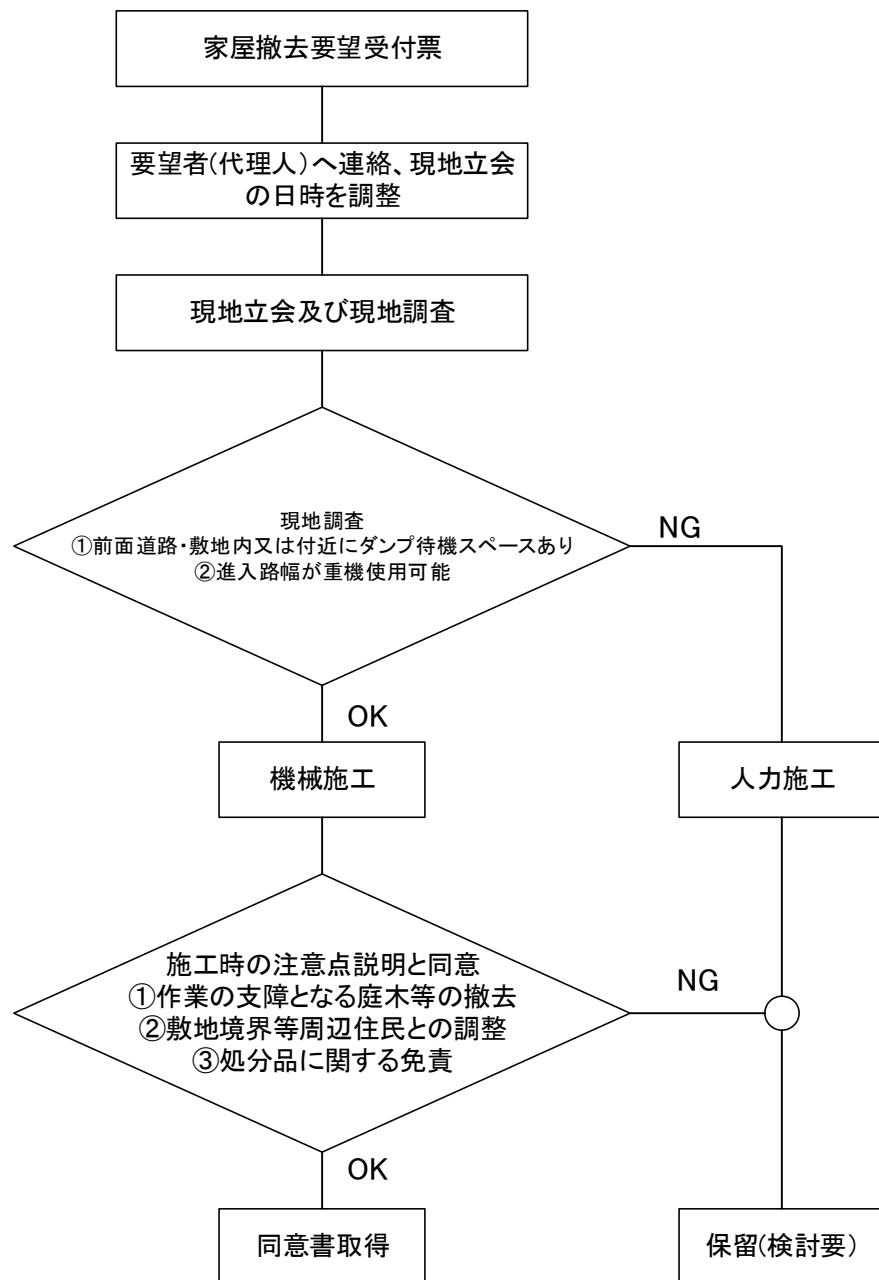 家屋撤去要望受付票
要望者(代理人)へ連絡、現地立会
の日時を調整
現地立会及び現地調査
現地調査
①前面道路・敷地内又は付近にダンプ待機スペースあり
②進入路幅が重機使用可能
NG
OK
機械施工
人力施工
施工時の注意点説明と同意
①作業の支障となる庭木等の撤去
②敷地境界等周辺住民との調整
③処分品に関する免責
NG
OK
同意書取得
保留(検討要)